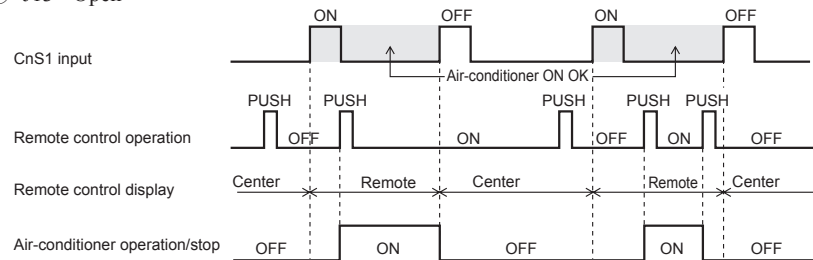 Open
ON OFF ON OFF
CnS1 input
Air-conditioner ON OK
PUSH PUSH PUSH PUSH PUSH
Remote control operation OFF ON OFF ON OFF
Remote control display Center Remote Center Remote Center
Air-conditioner operation/stop OFF ON OFF ON OFF